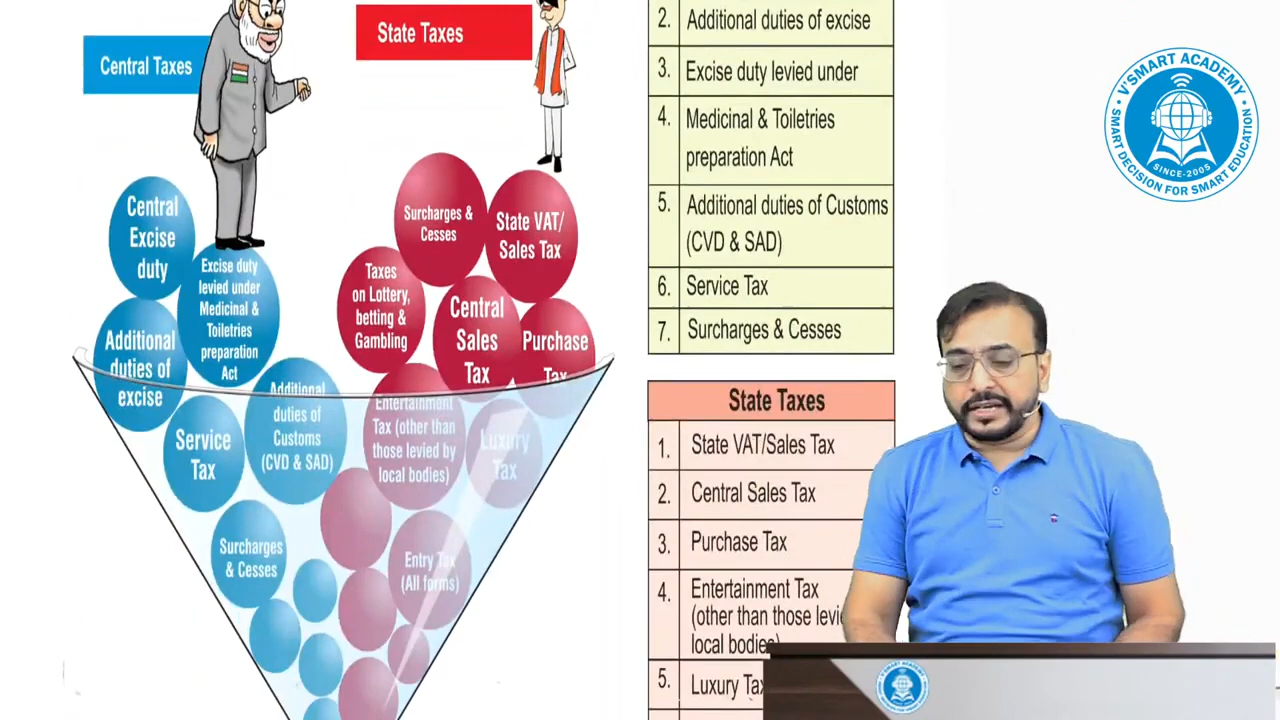 Central Taxes
State Taxes
Central
Excise
duty
Excise duty
levied under
Medicinal &
Toiletries
preparation
Act
Additional
duties of
excise
Service
Tax
Additional
duties of
Customs
(CVD & SAD)
Surcharges
& Cesses
Surcharges &
Cesses
State VAT/
Sales Tax
Taxes
on Lottery,
betting &
Gambling
Central
Sales
Tax
Purchase
Tax
Entertainment
Tax (other than
those levied by
local bodies)
Luxury
Tax
Entry Tax
(All forms)
2. Additional duties of excise
3. Excise duty levied under
4. Medicinal & Toiletries
preparation Act
5. Additional duties of Customs
(CVD & SAD)
6. Service Tax
7. Surcharges & Cesses
State Taxes
1. State VAT/Sales Tax
2. Central Sales Tax
3. Purchase Tax
4. Entertainment Tax
(other than those levie
local bodies)
5. Luxury Tax
V'SMART ACADEMY
SINCE-2005
SMART DECISION FOR SMART EDUCATION